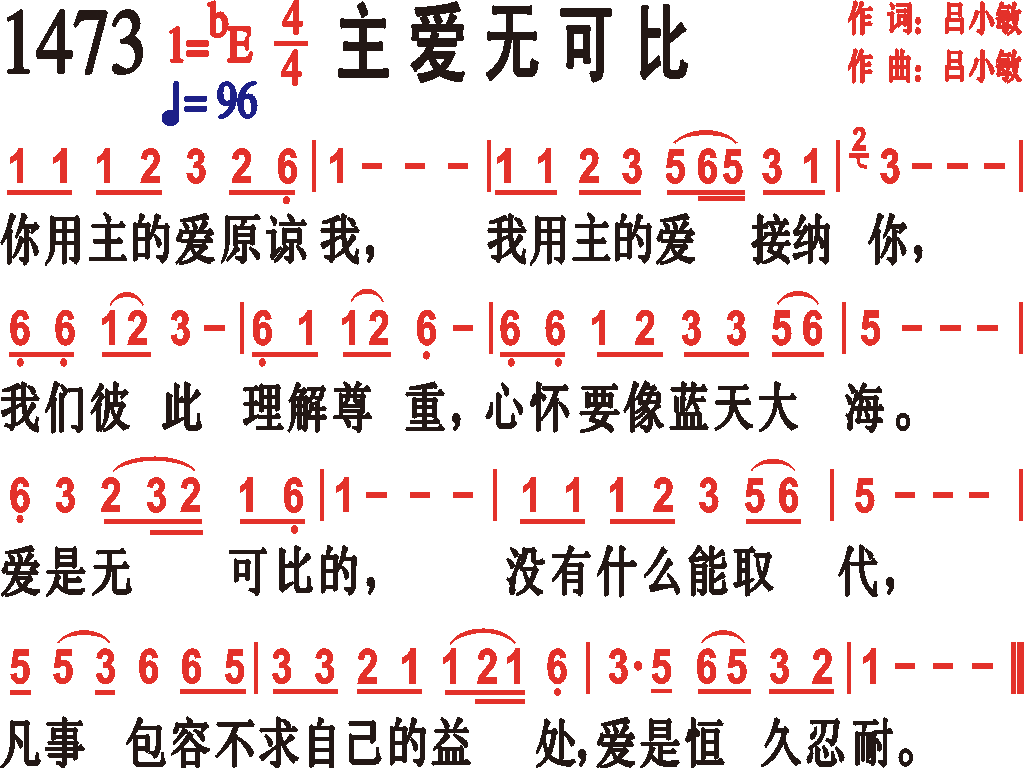 1473 1=bE 4/4 主爱无可比 作 词：吕小敏
♩= 96 作 曲：吕小敏
1 1 1 2 3 2 6 | 1 - - - | 1 1 2 3 5 6 5 3 1 | 2 3 - - - |
你用主的爱原谅我， 我用主的爱 接纳 你，
6 6 1 2 3 - | 6 1 1 2 6 - | 6 6 1 2 3 3 5 6 | 5 - - - |
我们彼 此 理解尊 重，心怀要像蓝天大 海。
6 3 2 3 2 1 6 | 1 - - - | 1 1 1 2 3 5 6 | 5 - - - |
爱是无 可比的， 没有什么能取 代，
5 5 3 6 6 5 | 3 3 2 1 1 2 1 6 | 3· 5 6 5 3 2 | 1 - - - ‖
凡事 包容不求自己的益 处，爱是恒 久忍耐。